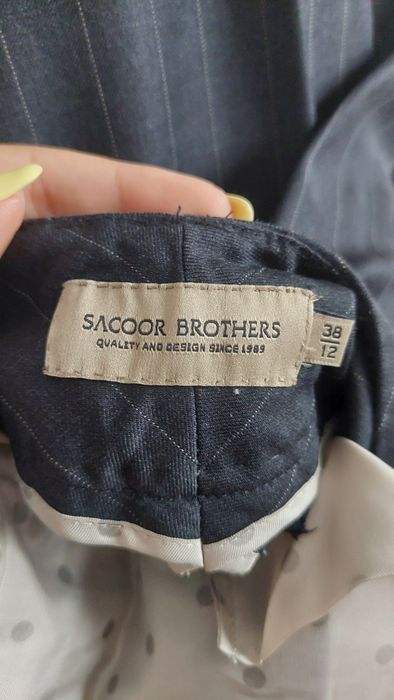 SACOOR BROTHERS
QUALITY AND DESIGN SINCE 1989
38
12